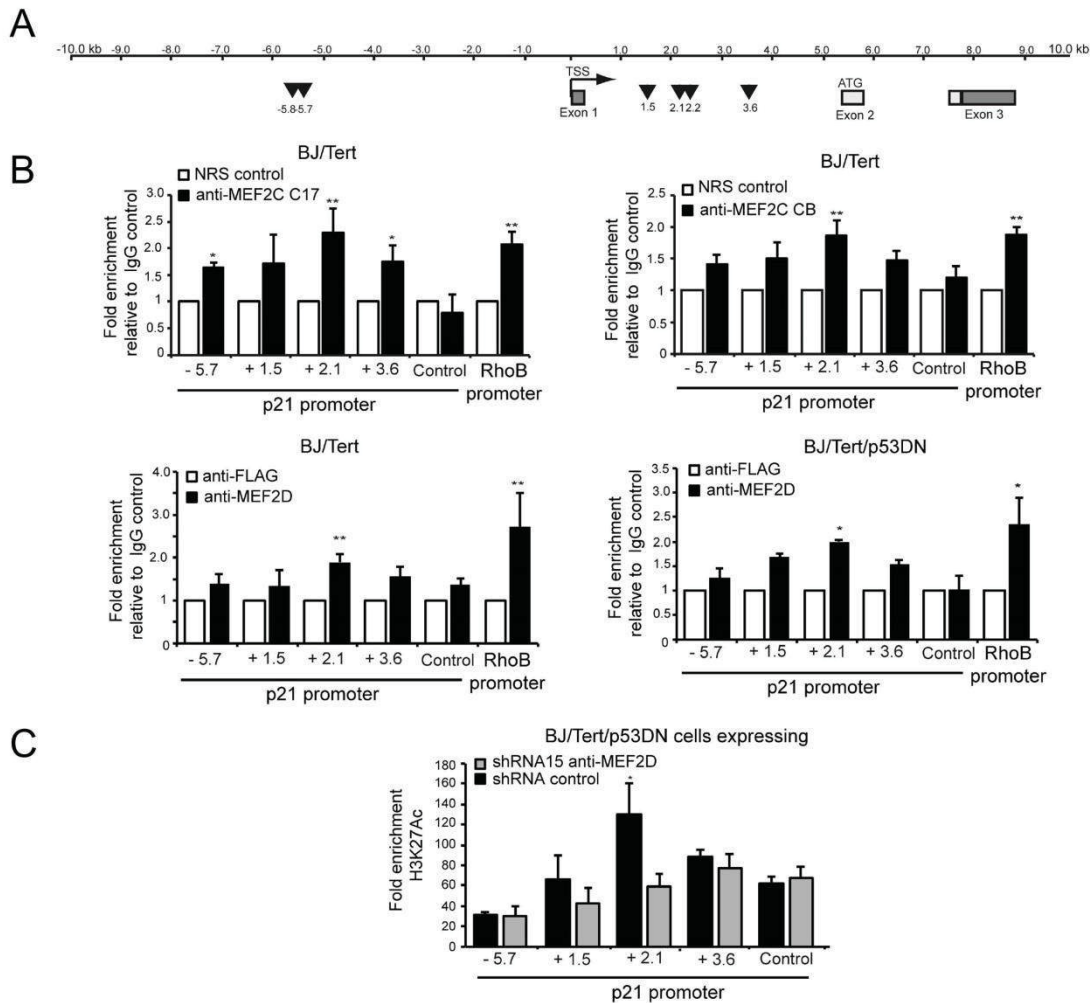 A
-10.0 kb -9.0 -8.0 -7.0 -6.0 -5.0 -4.0 -3.0 -2.0 -1.0 1.0 2.0 3.0 4.0 5.0 6.0 7.0 8.0 9.0 10.0 kb
TSS
ATG
-5.8 -5.7 1.5 2.1 2.2 3.6
Exon 1 Exon 2 Exon 3
B
BJ/Tert
NRS control
anti-MEF2C C17
Fold enrichment
relative to IgG control
3.0
2.5
2.0
1.5
1.0
0.5
0
* ** * **
- 5.7 + 1.5 + 2.1 + 3.6 Control RhoB
promoter
p21 promoter
BJ/Tert
NRS control
anti-MEF2C CB
Fold enrichment
relative to IgG control
2.5
2.0
1.5
1.0
0.5
0
** **
- 5.7 + 1.5 + 2.1 + 3.6 Control RhoB
promoter
p21 promoter
BJ/Tert
anti-FLAG
anti-MEF2D
Fold enrichment
relative to IgG control
4.0
3.0
2.0
1
0
** **
- 5.7 + 1.5 + 2.1 + 3.6 Control RhoB
promoter
p21 promoter
BJ/Tert/p53DN
anti-FLAG
anti-MEF2D
Fold enrichment
relative to IgG control
3.5
3.0
2.5
2.0
1.5
1
0.5
0
* *
- 5.7 + 1.5 + 2.1 + 3.6 Control RhoB
promoter
p21 promoter
C
BJ/Tert/p53DN cells expressing
shRNA15 anti-MEF2D
shRNA control
Fold enrichment
H3K27Ac
180
160
140
120
100
80
60
40
20
0
*
- 5.7 + 1.5 + 2.1 + 3.6 Control
p21 promoter